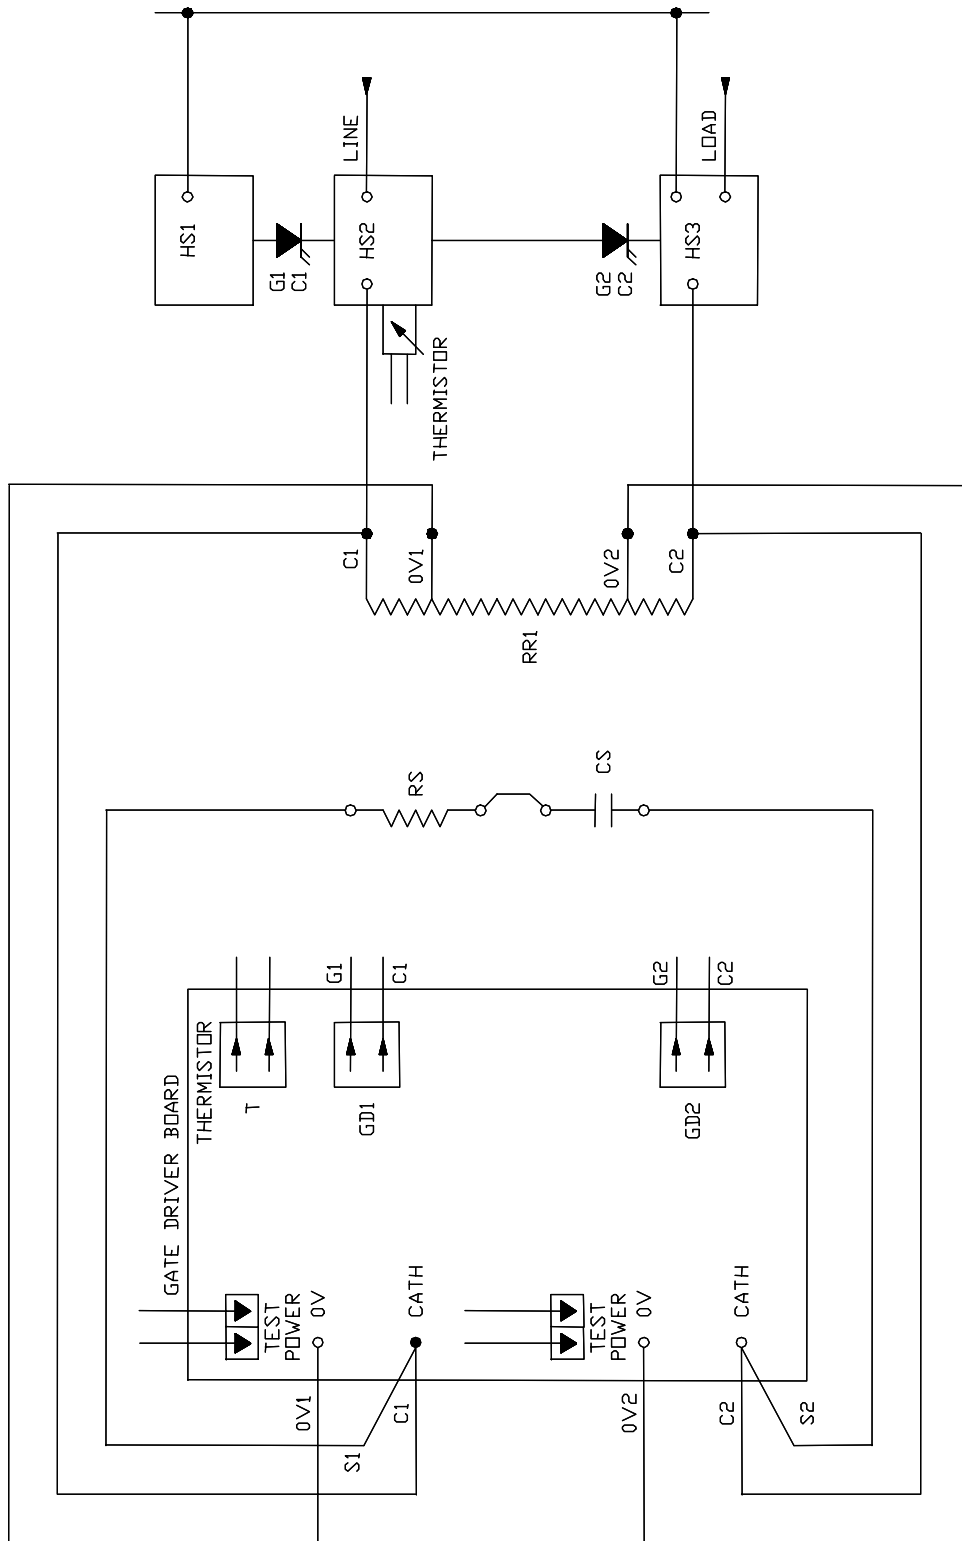 LINE
LOAD
HS1
HS2
HS3
G1
C1
G2
C2
THERMISTOR
C1
0V1
0V2
C2
RR1
RS
CS
G1
C1
G2
C2
GATE DRIVER BOARD
THERMISTOR
T
GD1
GD2
TEST
POWER
0V
CATH
TEST
POWER
0V
CATH
0V1
C1
0V2
C2
S1
S2